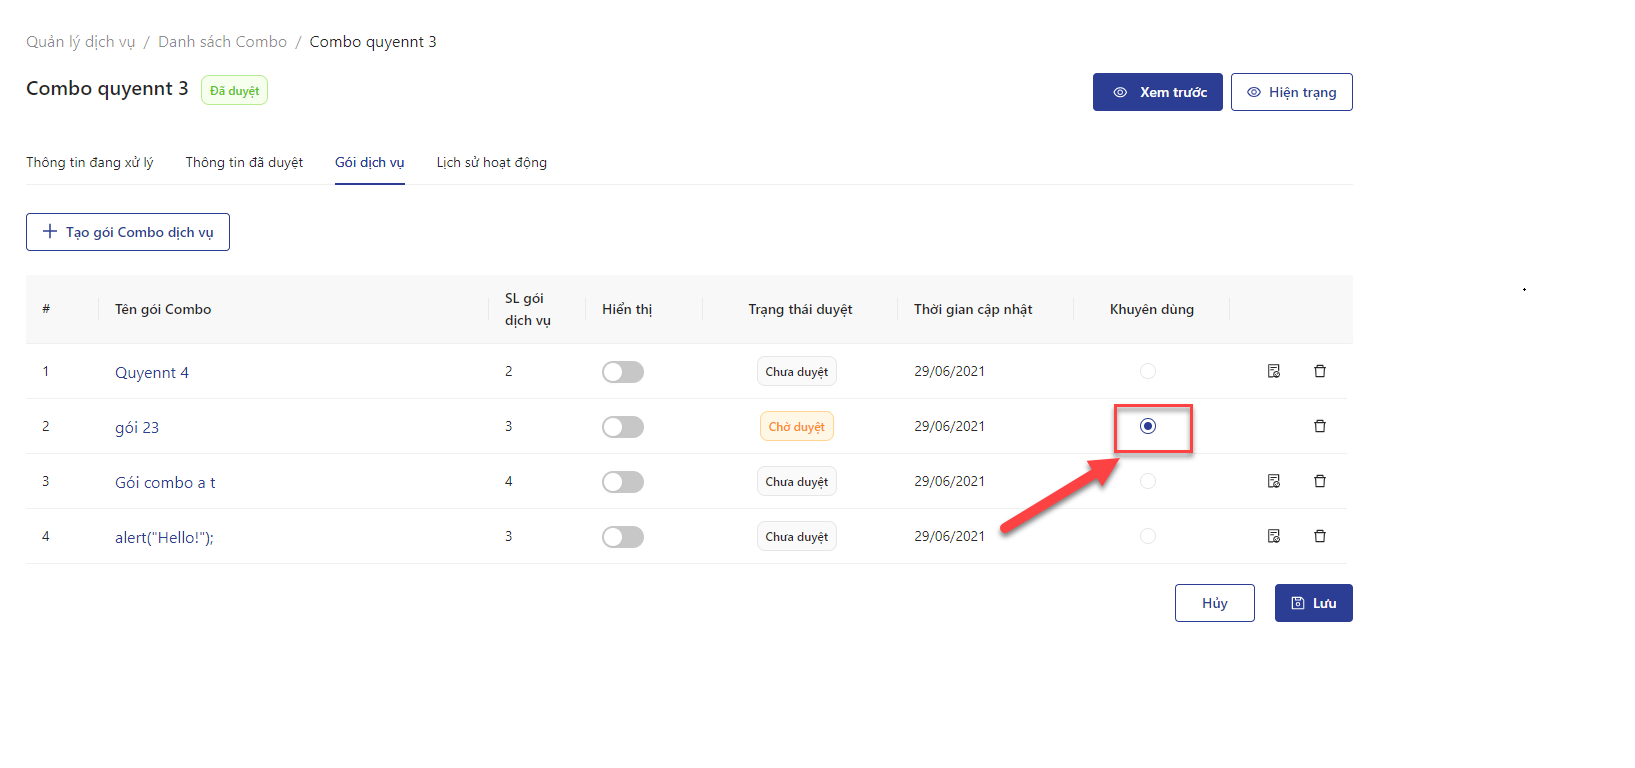 Quản lý dịch vụ / Danh sách Combo / Combo quyennt 3
Combo quyennt 3 Đã duyệt
Xem trước Hiện trạng
Thông tin đang xử lý Thông tin đã duyệt Gói dịch vụ Lịch sử hoạt động
Tạo gói Combo dịch vụ
# Tên gói Combo SL gói dịch vụ Hiển thị Trạng thái duyệt Thời gian cập nhật Khuyên dùng
1 Quyennt 4 2 Chưa duyệt 29/06/2021
2 gói 23 3 Chờ duyệt 29/06/2021
3 Gói combo a t 4 Chưa duyệt 29/06/2021
4 alert("Hello!"); 3 Chưa duyệt 29/06/2021
Hủy Lưu